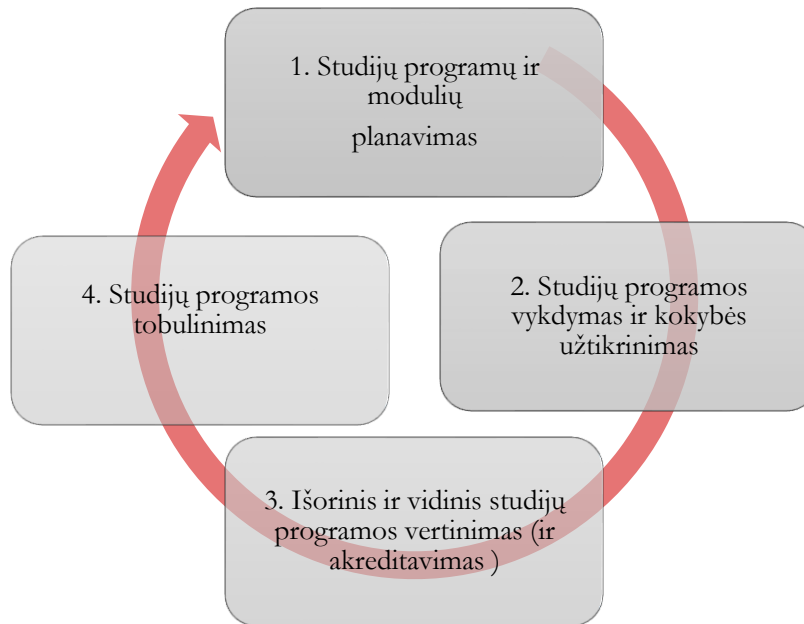 1. Studijų programų ir
modulių
planavimas
2. Studijų programos
vykdymas ir kokybės
užtikrinimas
3. Išorinis ir vidinis studijų
programos vertinimas (ir
akreditavimas )
4. Studijų programos
tobulinimas